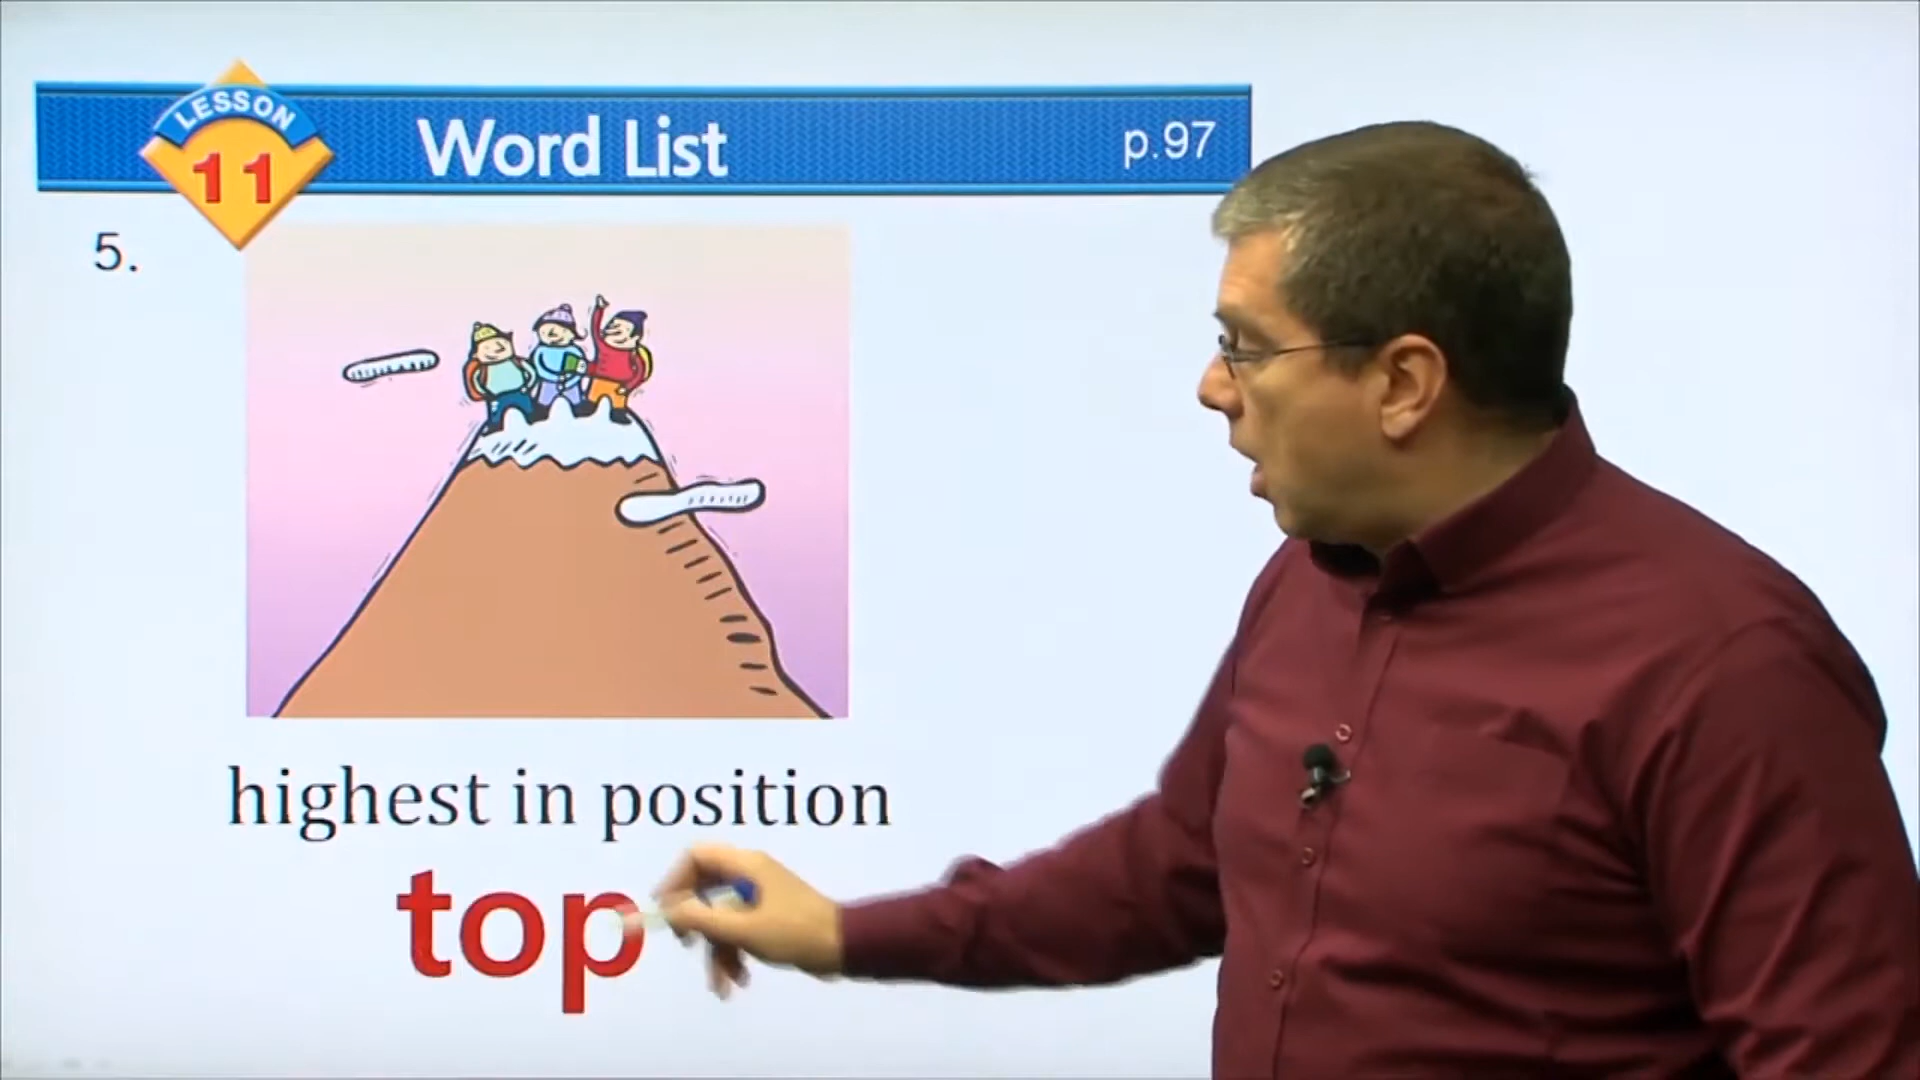 LESSON
11
Word List
p.97
5.
highest in position
top